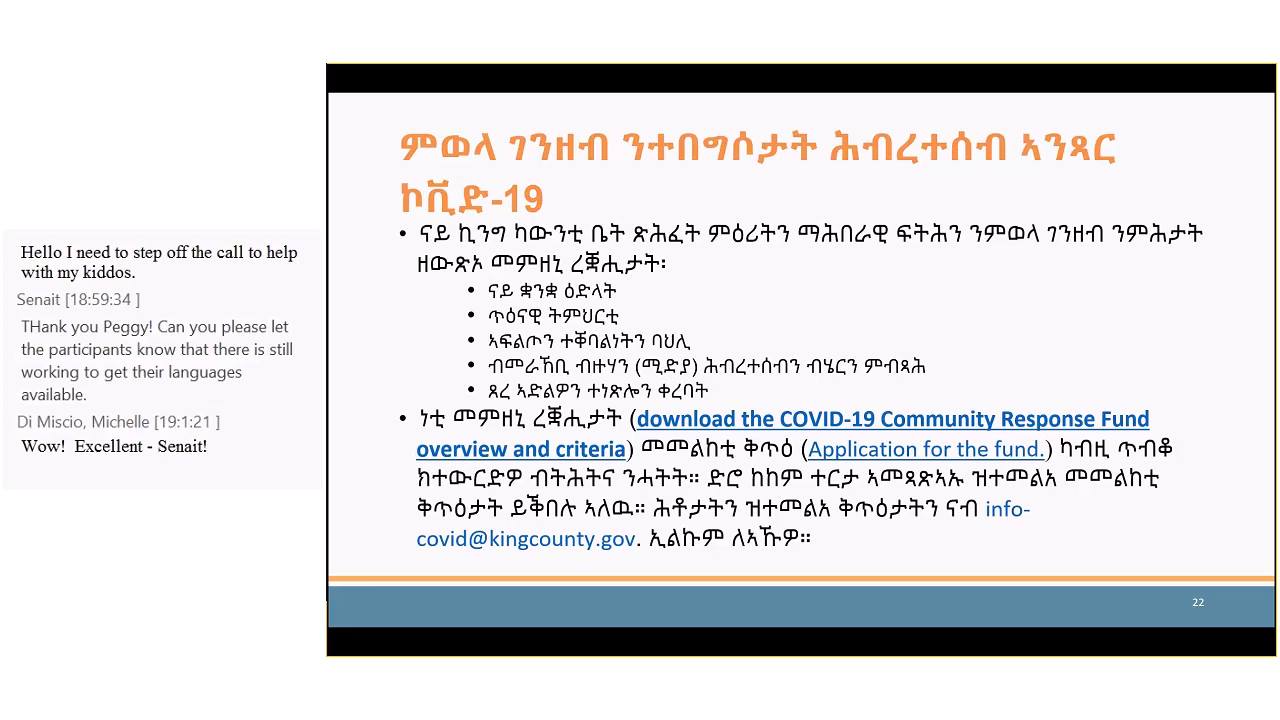 Hello I need to step off the call to help
with my kiddos.
Senait [18:59:34 ]
THank you Peggy! Can you please let
the participants know that there is still
working to get their languages
available.
Di Miscio, Michelle [19:1:21 ]
Wow!  Excellent - Senait!
ምወላ ገንዘብ ንተበግሶታት ሕብረተሰብ ኣንጻር
ኮቪድ-19
• ናይ ኪንግ ካውንቲ ቤት ጽሕፈት ምዕሪትን ማሕበራዊ ፍትሕን ንምወላ ገንዘብ ንምሕታት
ዘውጽኦ መምዘኒ ረቛሒታት፡
• ናይ ቋንቋ ዕድላት
• ጥዕናዊ ትምህርቲ
• ኣፍልጦን ተቐባልነትን ባህሊ
• ብመራኸቢ ብዙሃን (ሚድያ) ሕብረተሰብን ብሄርን ምብጻሕ
• ጸረ ኣድልዎን ተነጽሎን ቀረባት
• ነቲ መምዘኒ ረቛሒታት (download the COVID-19 Community Response Fund
overview and criteria) መመልከቲ ቅጥዕ (Application for the fund.) ካብዚ ጥብቆ
ክተውርድዎ ብትሕትና ንሓትት። ድሮ ከከም ተርታ ኣመጻጽኣኡ ዝተመልአ መመልከቲ
ቅጥዕታት ይቕበሉ ኣለዉ። ሕቶታትን ዝተመልአ ቅጥዕታትን ናብ info-
covid@kingcounty.gov. ኢልኩም ለኣኹዎ።
22